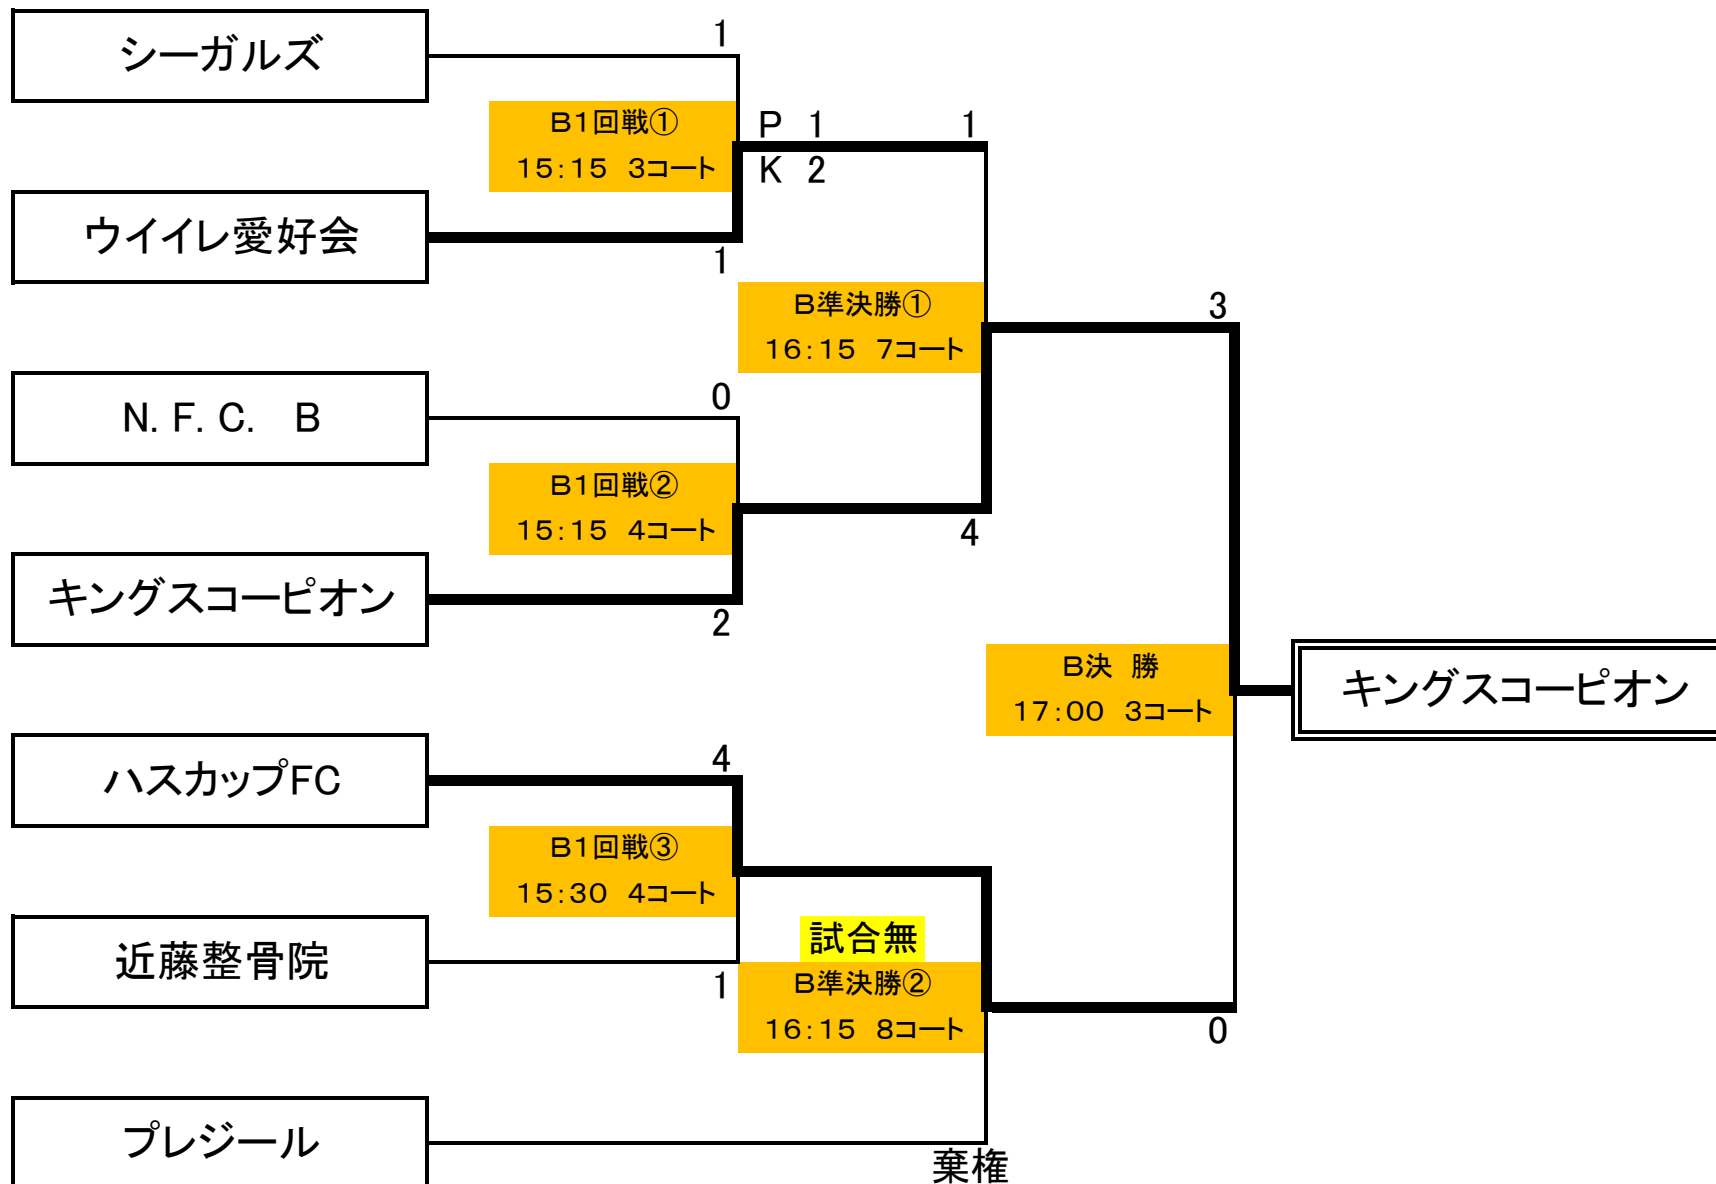 シーガルズ
1
B1回戦①
15:15 3コート
P 1
K 2
1
ウイイレ愛好会
1
B準決勝①
16:15 7コート
3
N.F.C. B
0
B1回戦②
15:15 4コート
4
キングスコーピオン
2
B決 勝
17:00 3コート
キングスコーピオン
ハスカップFC
4
B1回戦③
15:30 4コート
試合無
近藤整骨院
1
B準決勝②
16:15 8コート
0
プレジール
棄権